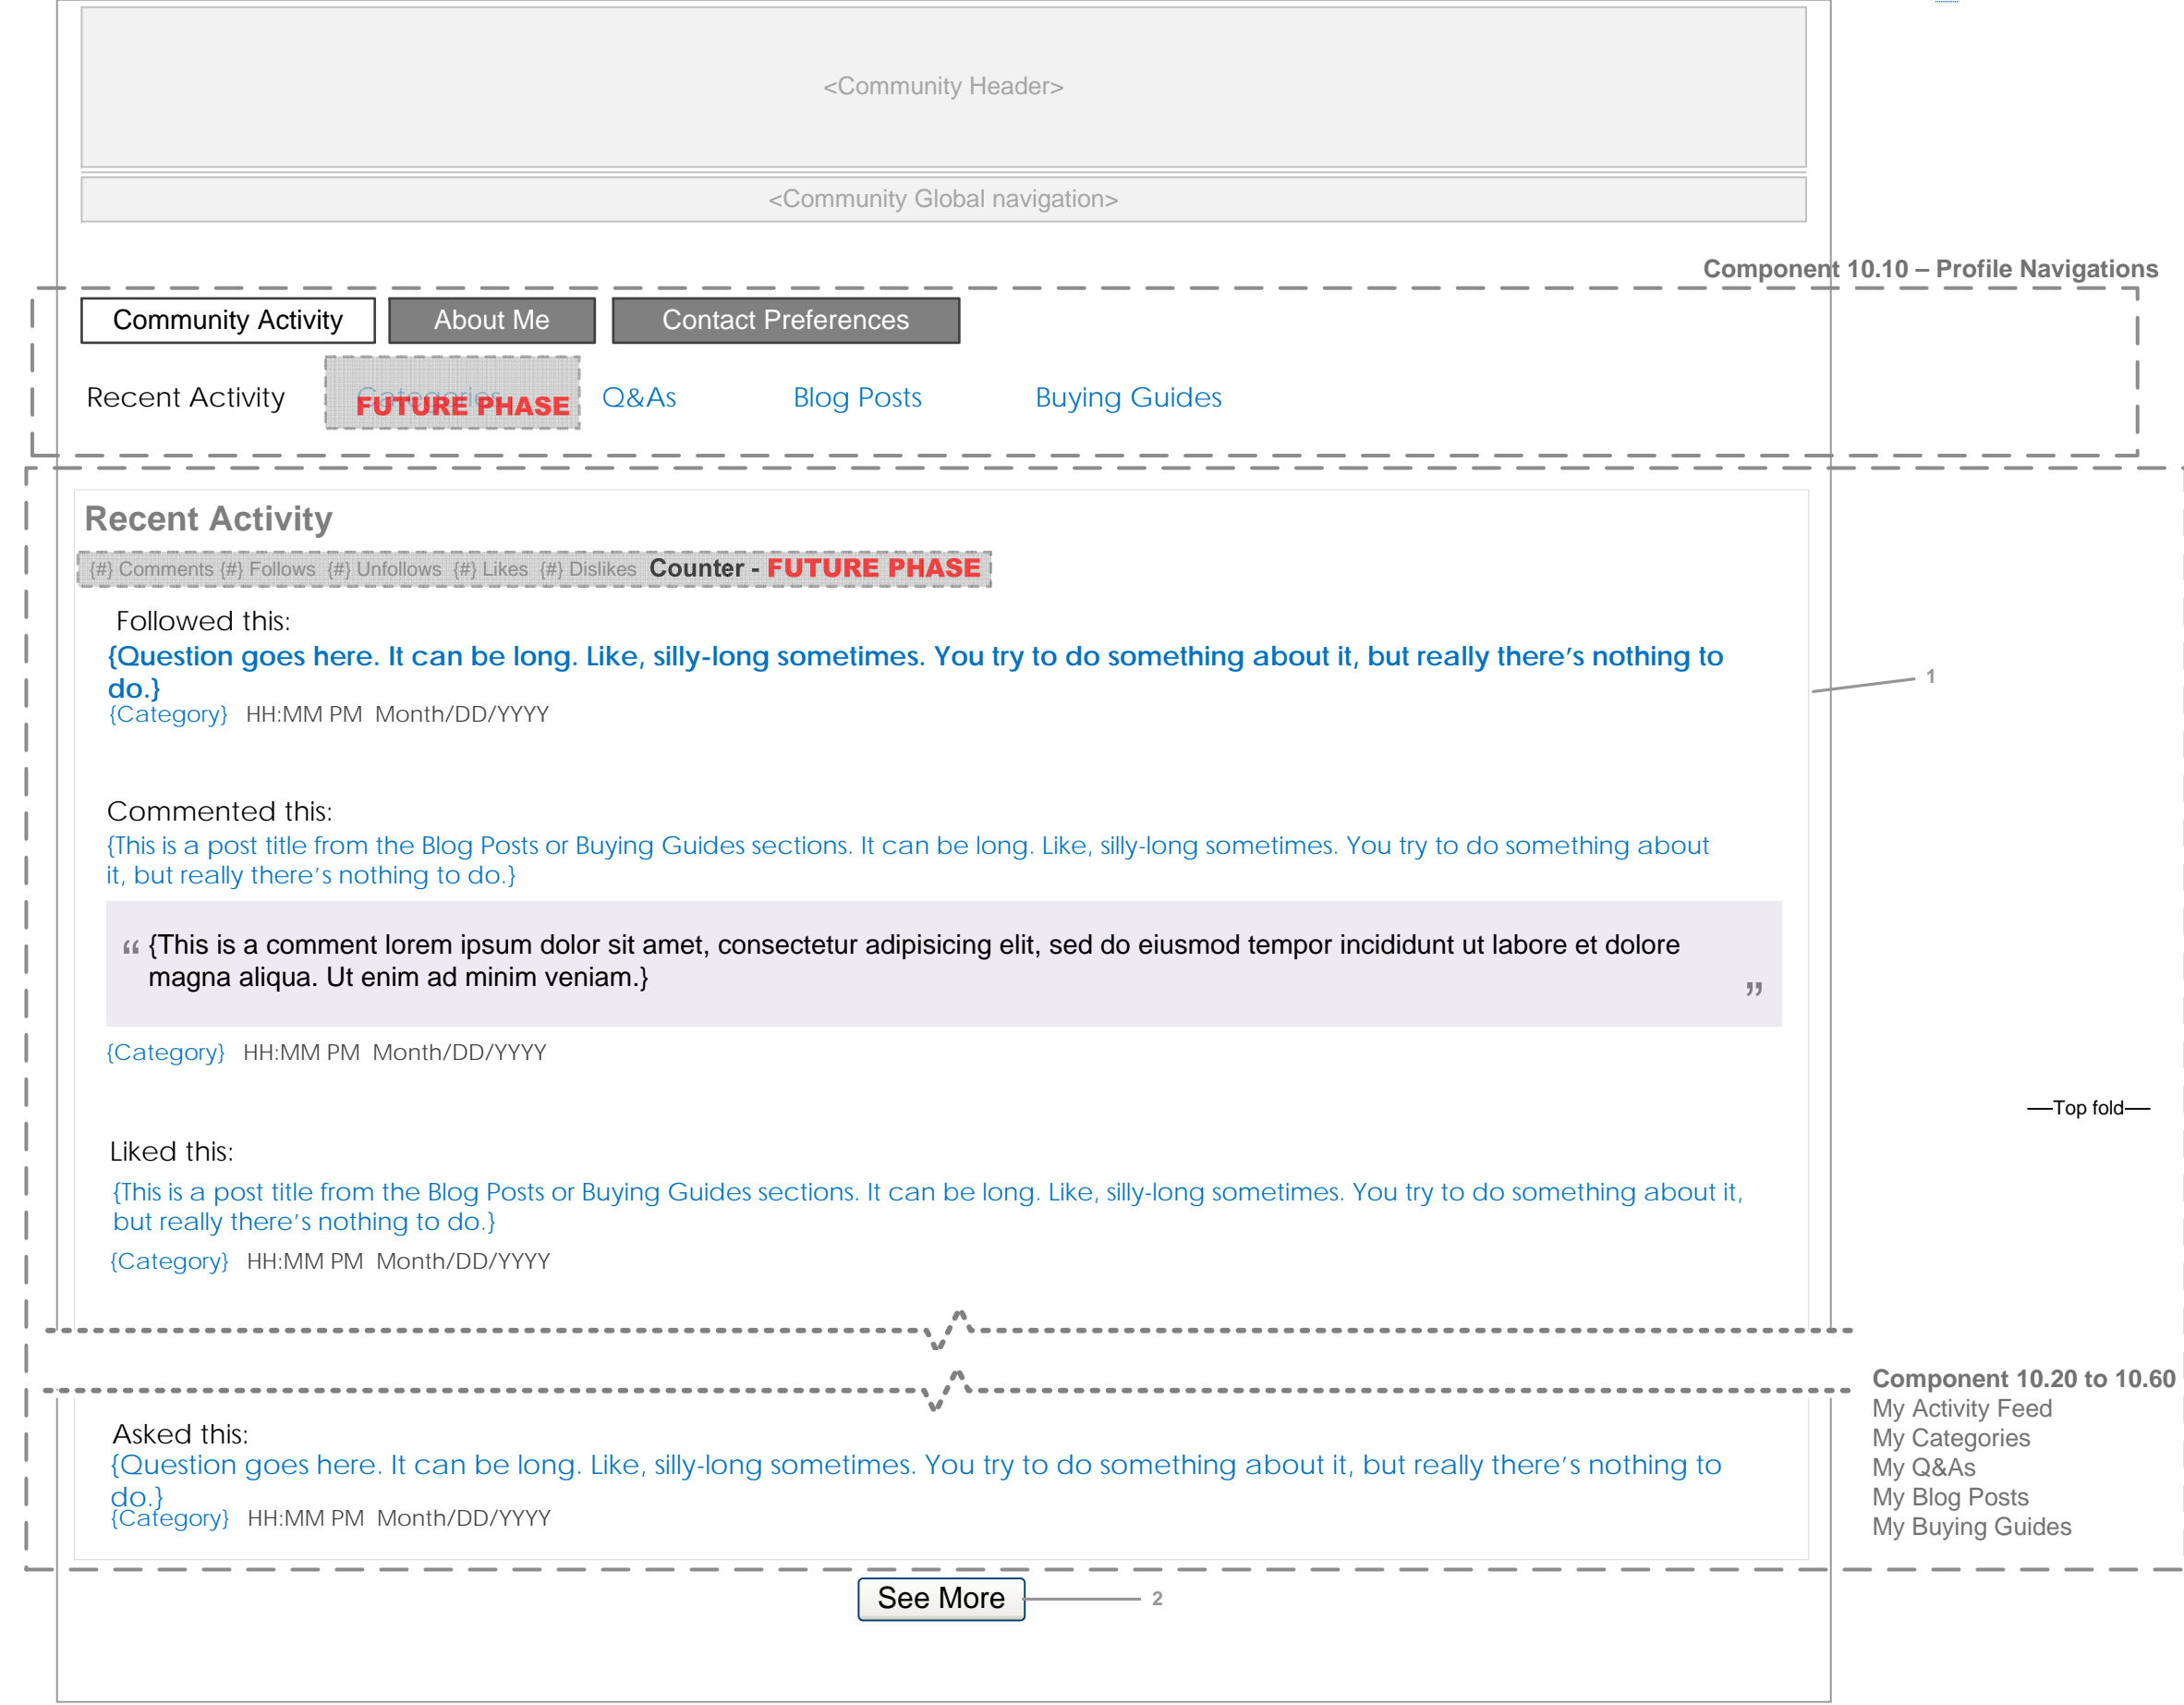 <Community Header>
<Community Global navigation>
Component 10.10 – Profile Navigations
Community Activity About Me Contact Preferences
Recent Activity Categories FUTURE PHASE Q&As Blog Posts Buying Guides
Recent Activity
{#} Comments {#} Follows {#} Unfollows {#} Likes {#} Dislikes Counter - FUTURE PHASE
Followed this:
{Question goes here. It can be long. Like, silly-long sometimes. You try to do something about it, but really there's nothing to
do.}
1
{Category} HH:MM PM Month/DD/YYYY
Commented this:
{This is a post title from the Blog Posts or Buying Guides sections. It can be long. Like, silly-long sometimes. You try to do something about
it, but really there's nothing to do.}
“ {This is a comment lorem ipsum dolor sit amet, consectetur adipisicing elit, sed do eiusmod tempor incididunt ut labore et dolore
magna aliqua. Ut enim ad minim veniam.} ”
{Category} HH:MM PM Month/DD/YYYY
Top fold
Liked this:
{This is a post title from the Blog Posts or Buying Guides sections. It can be long. Like, silly-long sometimes. You try to do something about it,
but really there's nothing to do.}
{Category} HH:MM PM Month/DD/YYYY
Asked this:
{Question goes here. It can be long. Like, silly-long sometimes. You try to do something about it, but really there's nothing to
do.}
{Category} HH:MM PM Month/DD/YYYY
Component 10.20 to 10.60
My Activity Feed
My Categories
My Q&As
My Blog Posts
My Buying Guides
See More 2